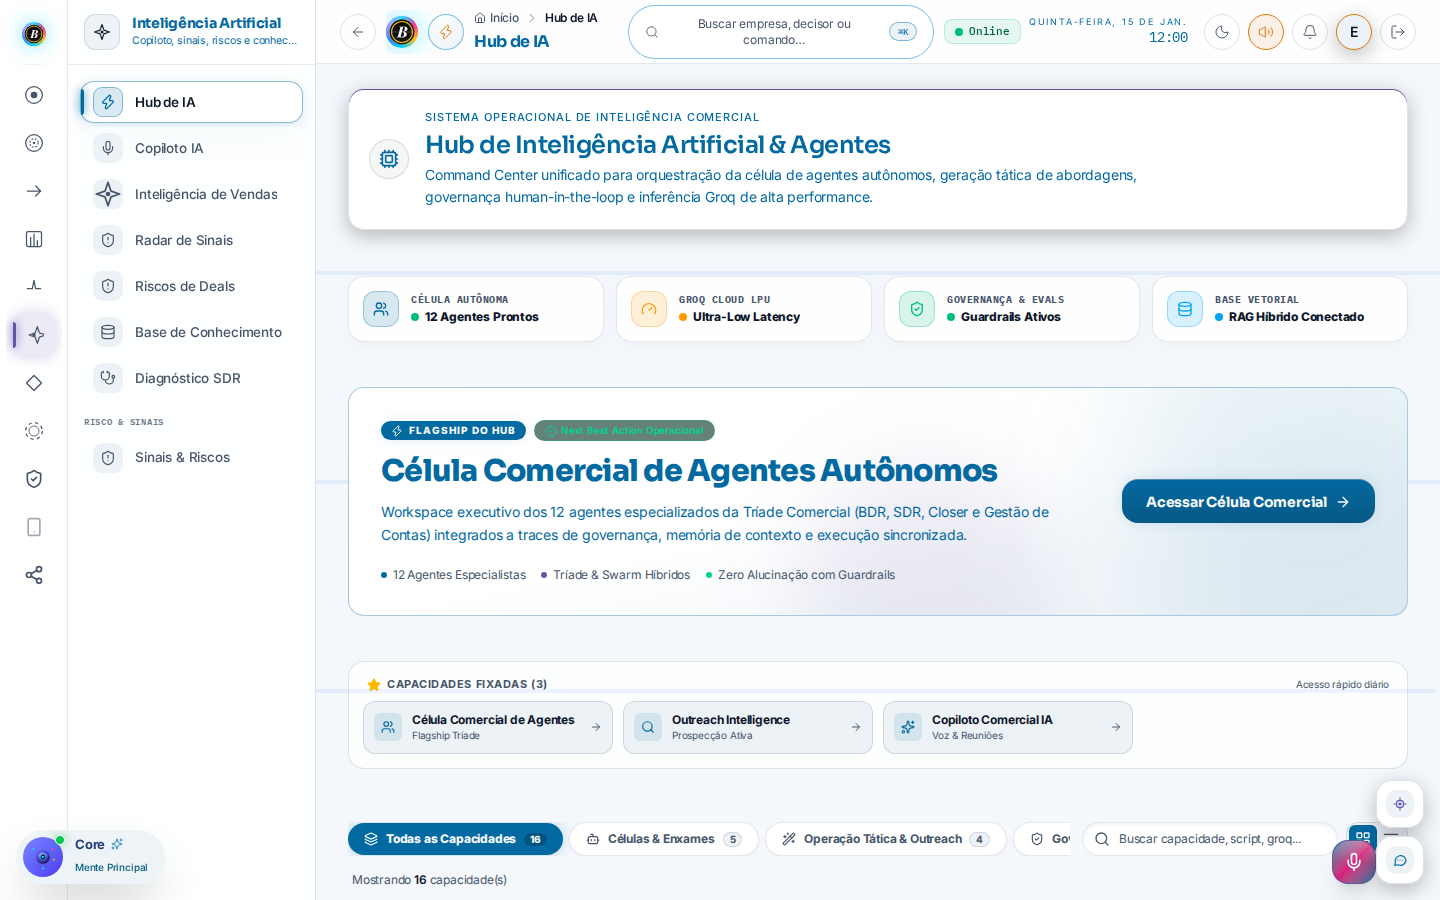 Inteligência Artificial
Copiloto, sinais, riscos e conhec...
Hub de IA
Copiloto IA
Inteligência de Vendas
Radar de Sinais
Riscos de Deals
Base de Conhecimento
Diagnóstico SDR
RISCO & SINAIS
Sinais & Riscos
Core
Mente Principal
Início
Hub de IA
Hub de IA
Buscar empresa, decisor ou
comando...
⌘K
Online
QUINTA-FEIRA, 15 DE JAN.
12:00
E
SISTEMA OPERACIONAL DE INTELIGÊNCIA COMERCIAL
Hub de Inteligência Artificial & Agentes
Command Center unificado para orquestração da célula de agentes autônomos, geração tática de abordagens,
governança human-in-the-loop e inferência Groq de alta performance.
CÉLULA AUTÔNOMA
12 Agentes Prontos
GROQ CLOUD LPU
Ultra-Low Latency
GOVERNANÇA & EVALS
Guardrails Ativos
BASE VETORIAL
RAG Híbrido Conectado
FLAGSHIP DO HUB
Next Best Action Operacional
Célula Comercial de Agentes Autônomos
Workspace executivo dos 12 agentes especializados da Tríade Comercial (BDR, SDR, Closer e Gestão de
Contas) integrados a traces de governança, memória de contexto e execução sincronizada.
12 Agentes Especialistas
Tríade & Swarm Híbridos
Zero Alucinação com Guardrails
Acessar Célula Comercial
CAPACIDADES FIXADAS (3)
Acesso rápido diário
Célula Comercial de Agentes
Flagship Tríade
Outreach Intelligence
Prospecção Ativa
Copiloto Comercial IA
Voz & Reuniões
Todas as Capacidades 16
Células & Enxames 5
Operação Tática & Outreach 4
Gov
Buscar capacidade, script, groq...
Mostrando 16 capacidade(s)